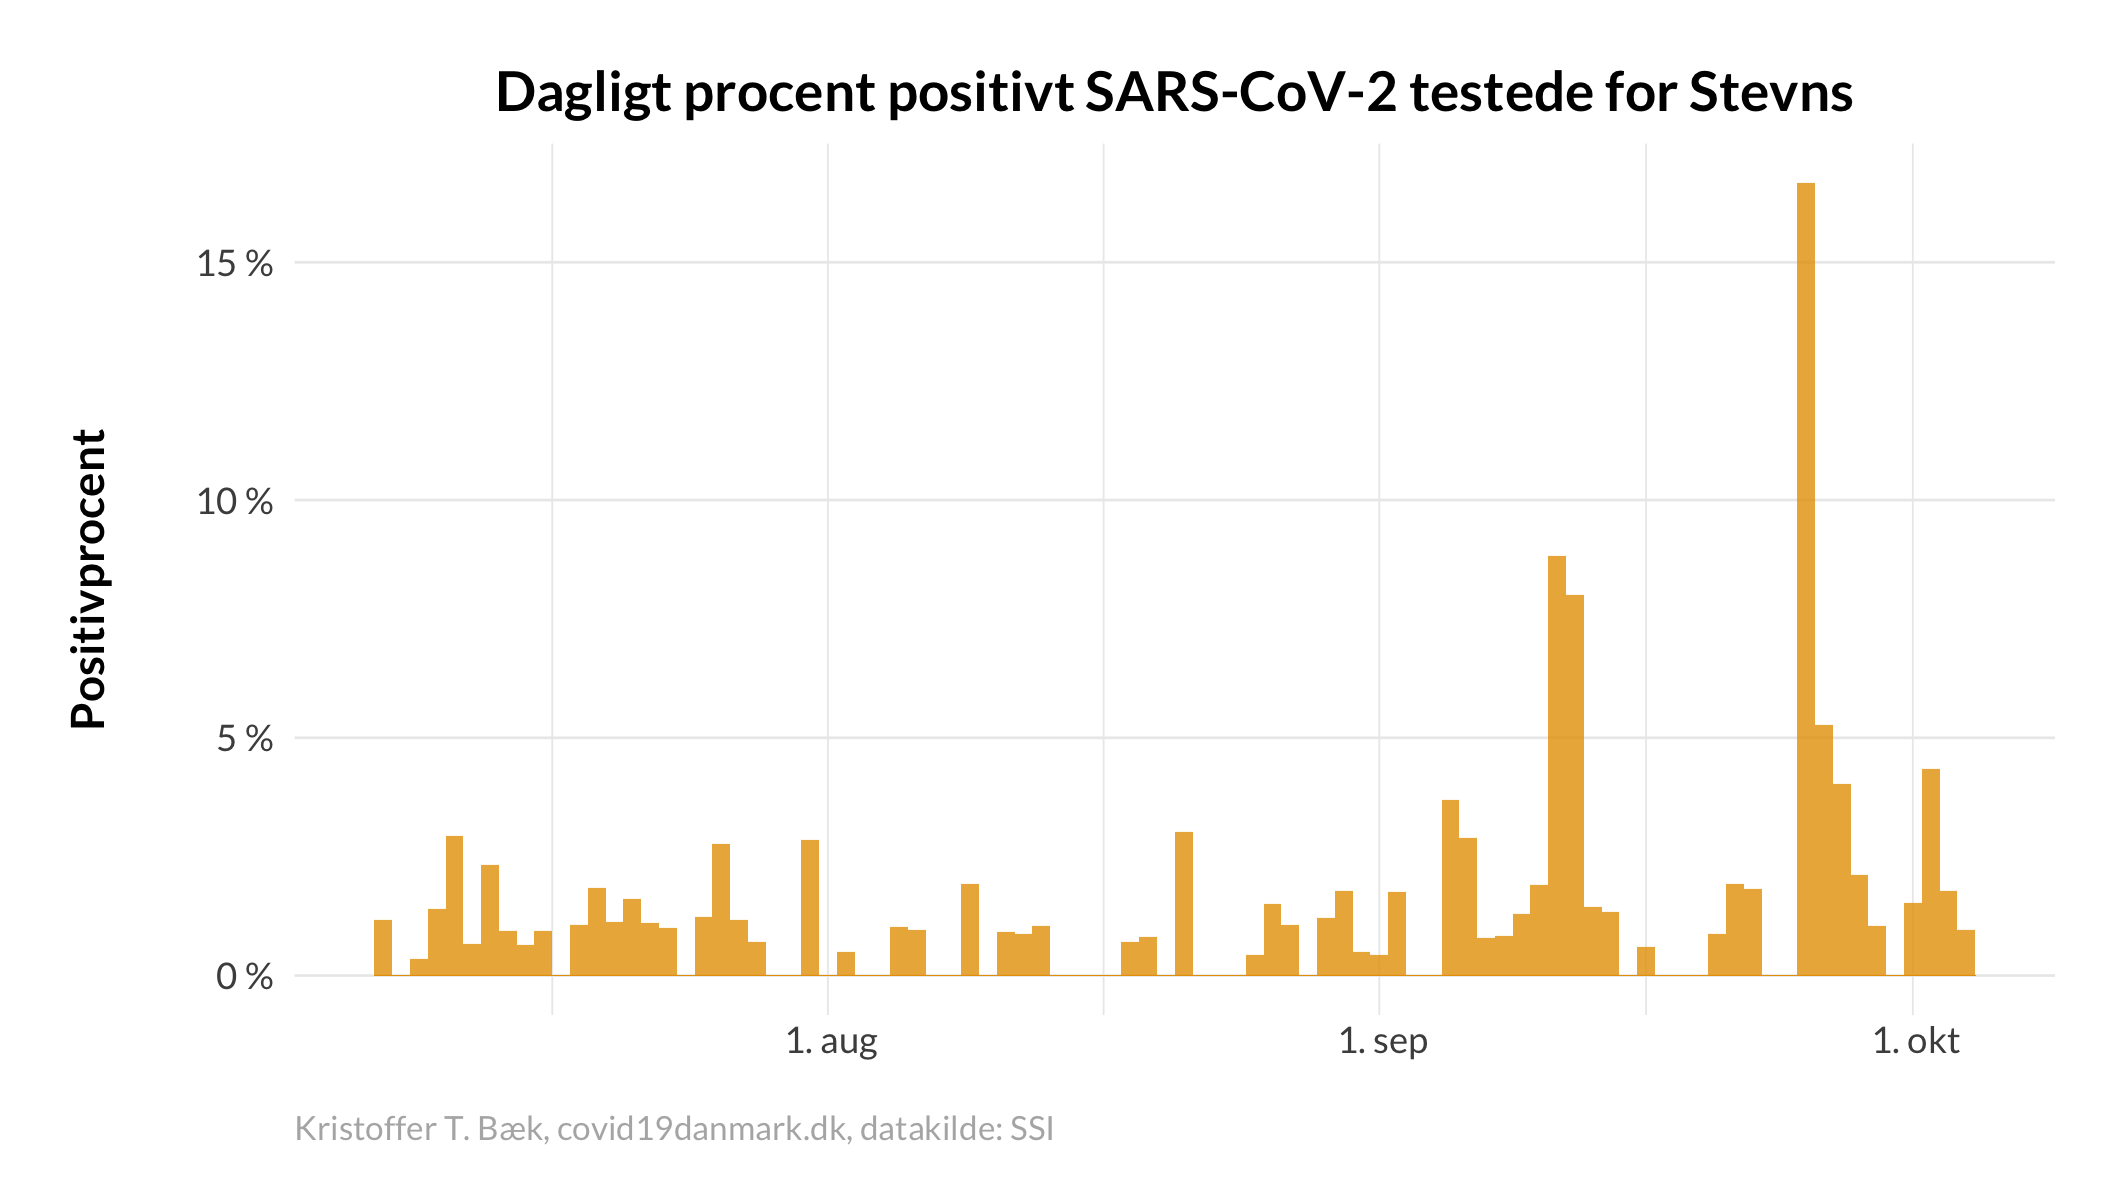 Dagligt procent positivt SARS-CoV-2 testede for Stevns
Positivprocent
15 %
10 %
5 %
0 %
1. aug
1. sep
1. okt
Kristoffer T. Bæk, covid19danmark.dk, datakilde: SSI